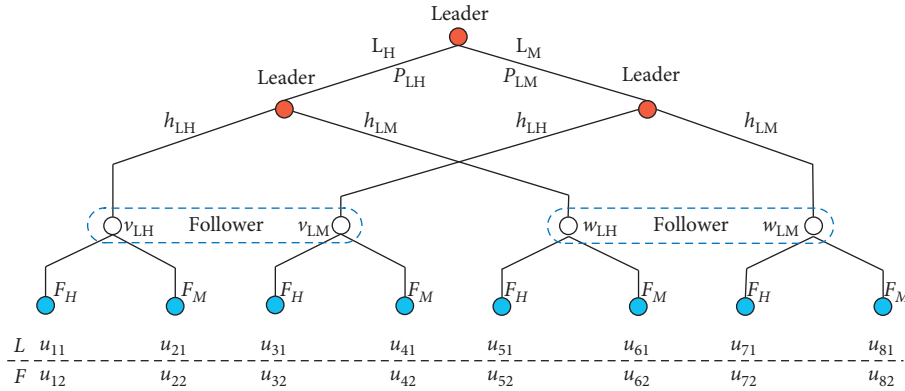 Leader
L_H L_M
Leader P_LH P_LM Leader
h_LH h_LM h_LH h_LM
v_LH Follower v_LM w_LH Follower w_LM
F_H F_M F_H F_M F_H F_M F_H F_M
L u_11 u_21 u_31 u_41 u_51 u_61 u_71 u_81
F u_12 u_22 u_32 u_42 u_52 u_62 u_72 u_82